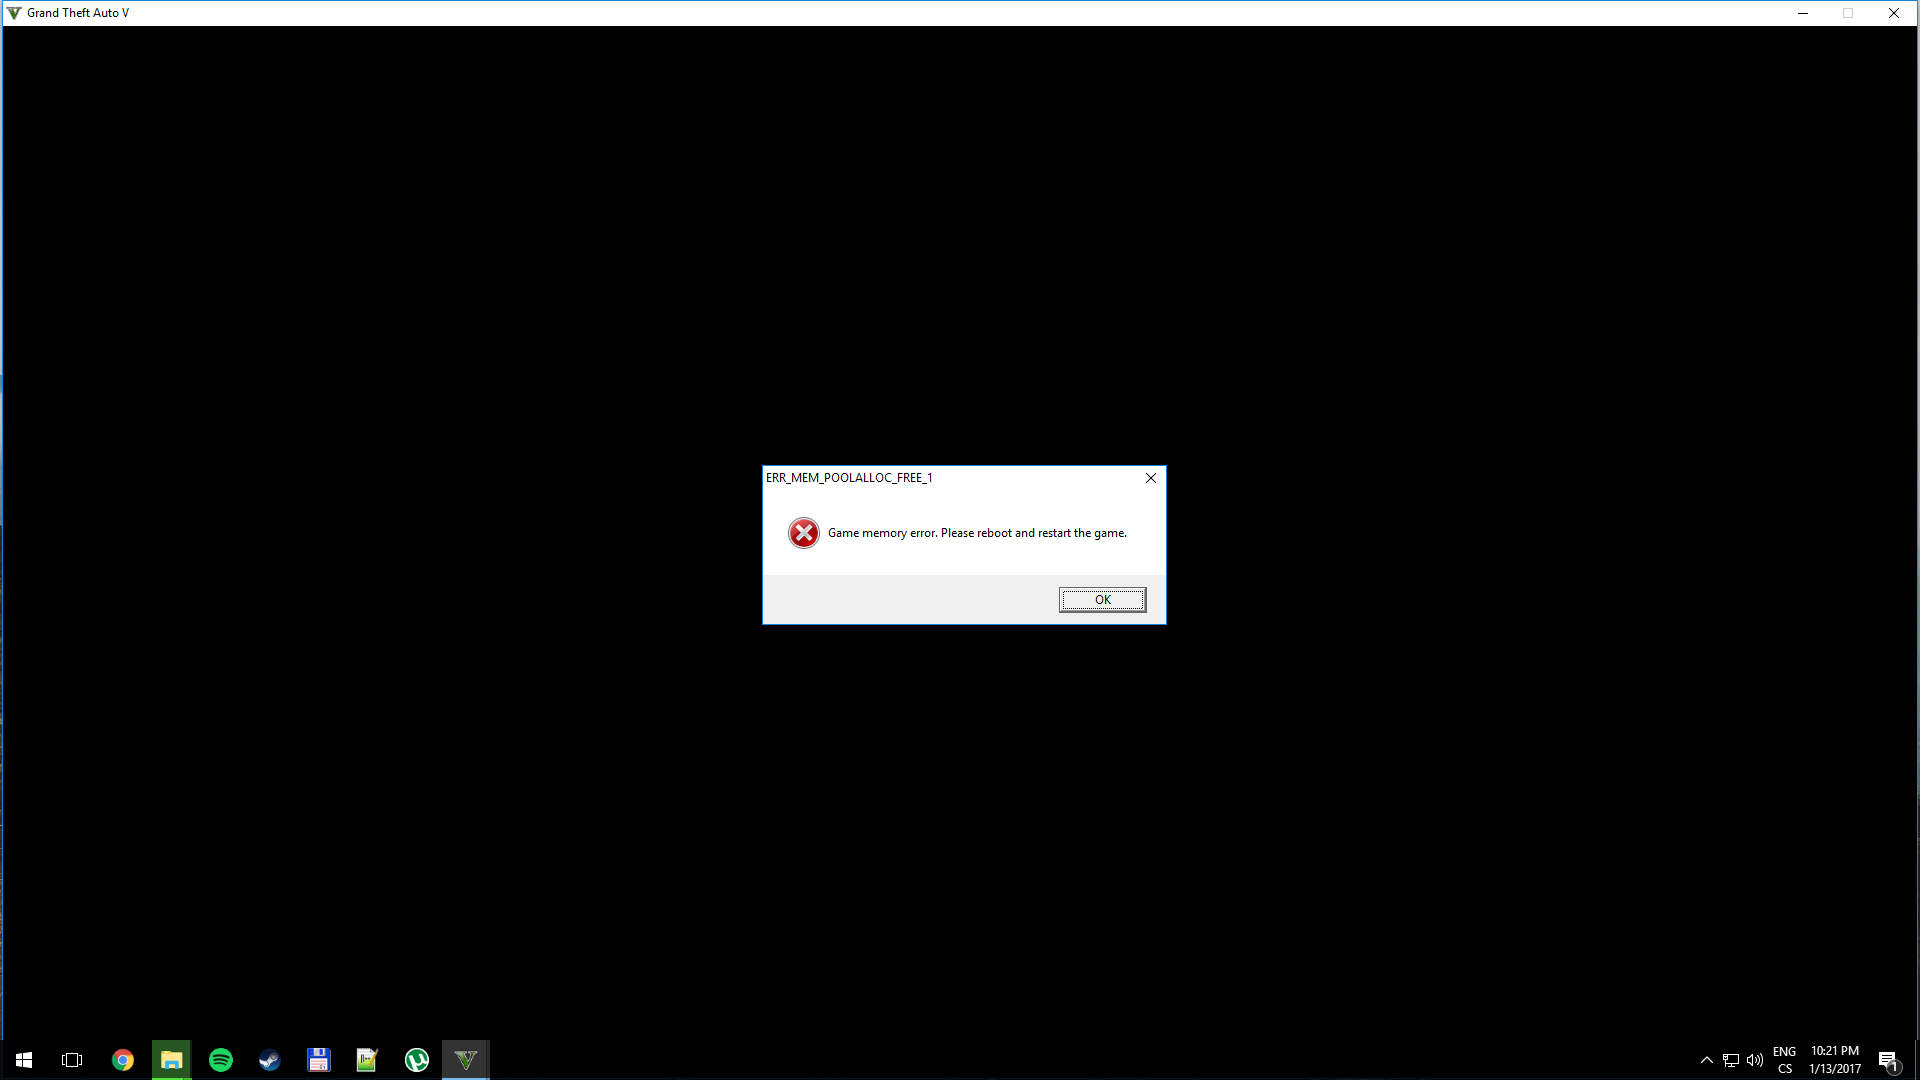 Grand Theft Auto V
ERR_MEM_POOLALLOC_FREE_1
Game memory error. Please reboot and restart the game.
OK
ENG
CS
10:21 PM
1/13/2017
1